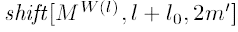 shift[M^{W(l)}, l + l_0, 2m']